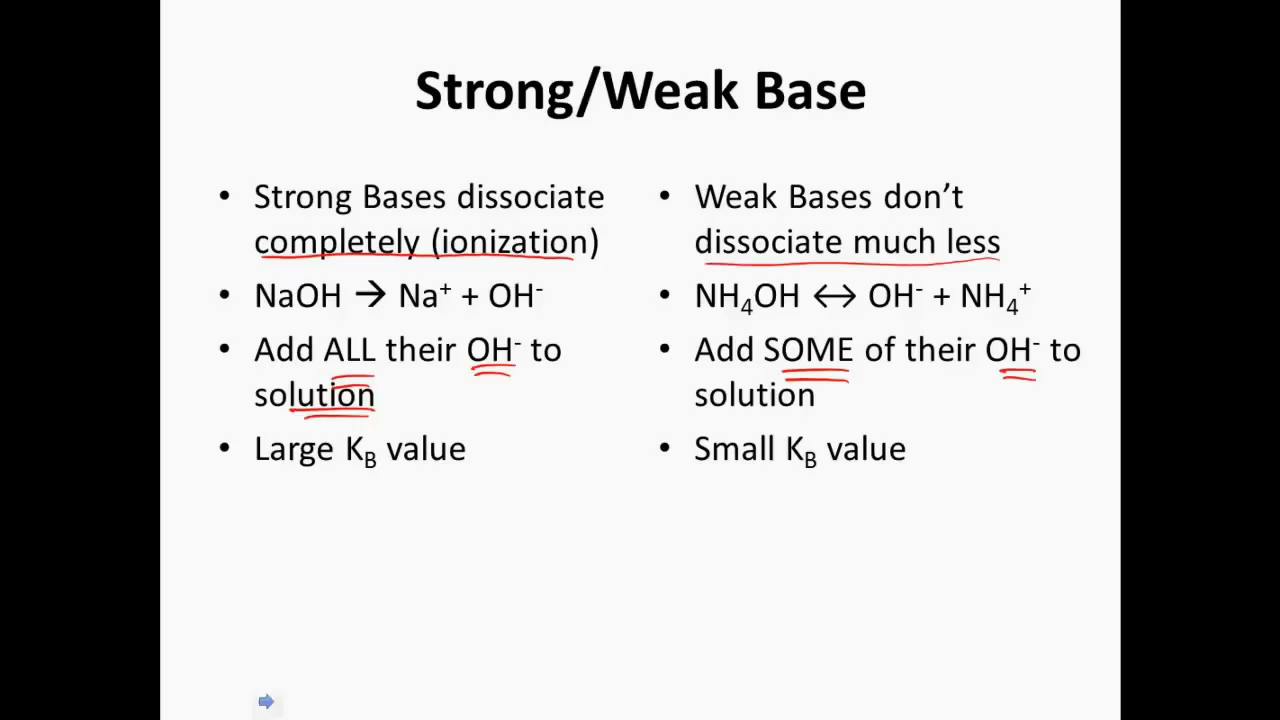 Strong/Weak Base
• Strong Bases dissociate
completely (ionization)
• NaOH → Na⁺ + OH⁻
• Add ALL their OH⁻ to
solution
• Large K_B value
• Weak Bases don’t
dissociate much less
• NH₄OH ↔ OH⁻ + NH₄⁺
• Add SOME of their OH⁻ to
solution
• Small K_B value